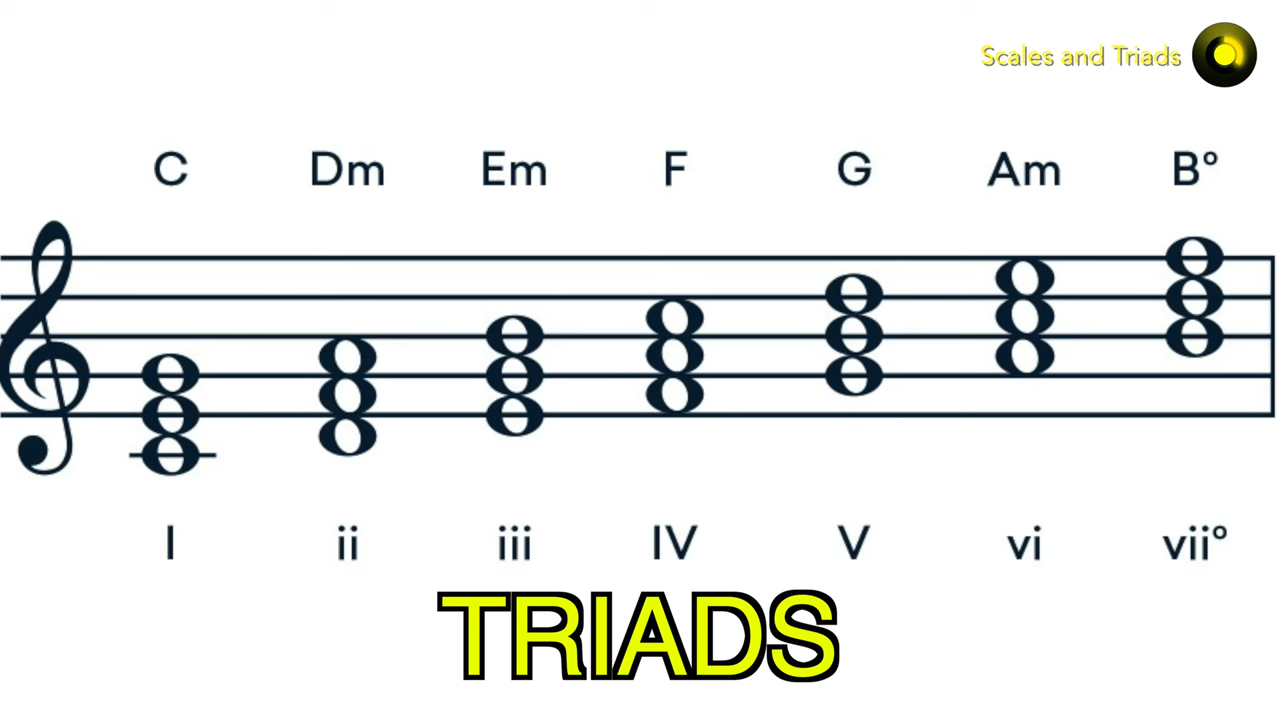 Scales and Triads
C Dm Em F G Am B°
I ii iii IV V vi vii°
TRIADS